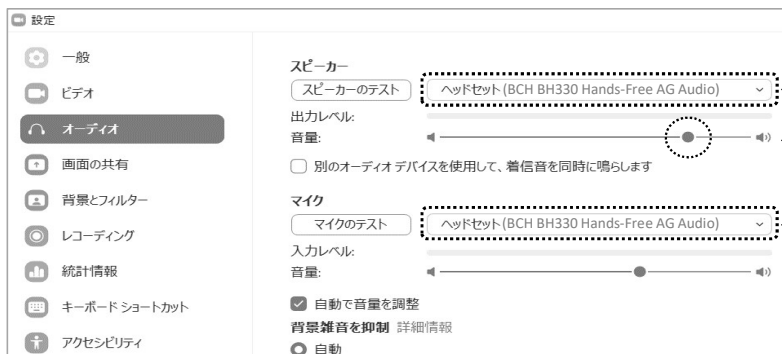 設定
一般
ビデオ
オーディオ
画面の共有
背景とフィルター
レコーディング
統計情報
キーボード ショートカット
アクセシビリティ
スピーカー
スピーカーのテスト
ヘッドセット (BCH BH330 Hands-Free AG Audio)
出力レベル:
音量:
別のオーディオ デバイスを使用して、着信音を同時に鳴らします
マイク
マイクのテスト
ヘッドセット (BCH BH330 Hands-Free AG Audio)
入力レベル:
音量:
自動で音量を調整
背景雑音を抑制 詳細情報
自動